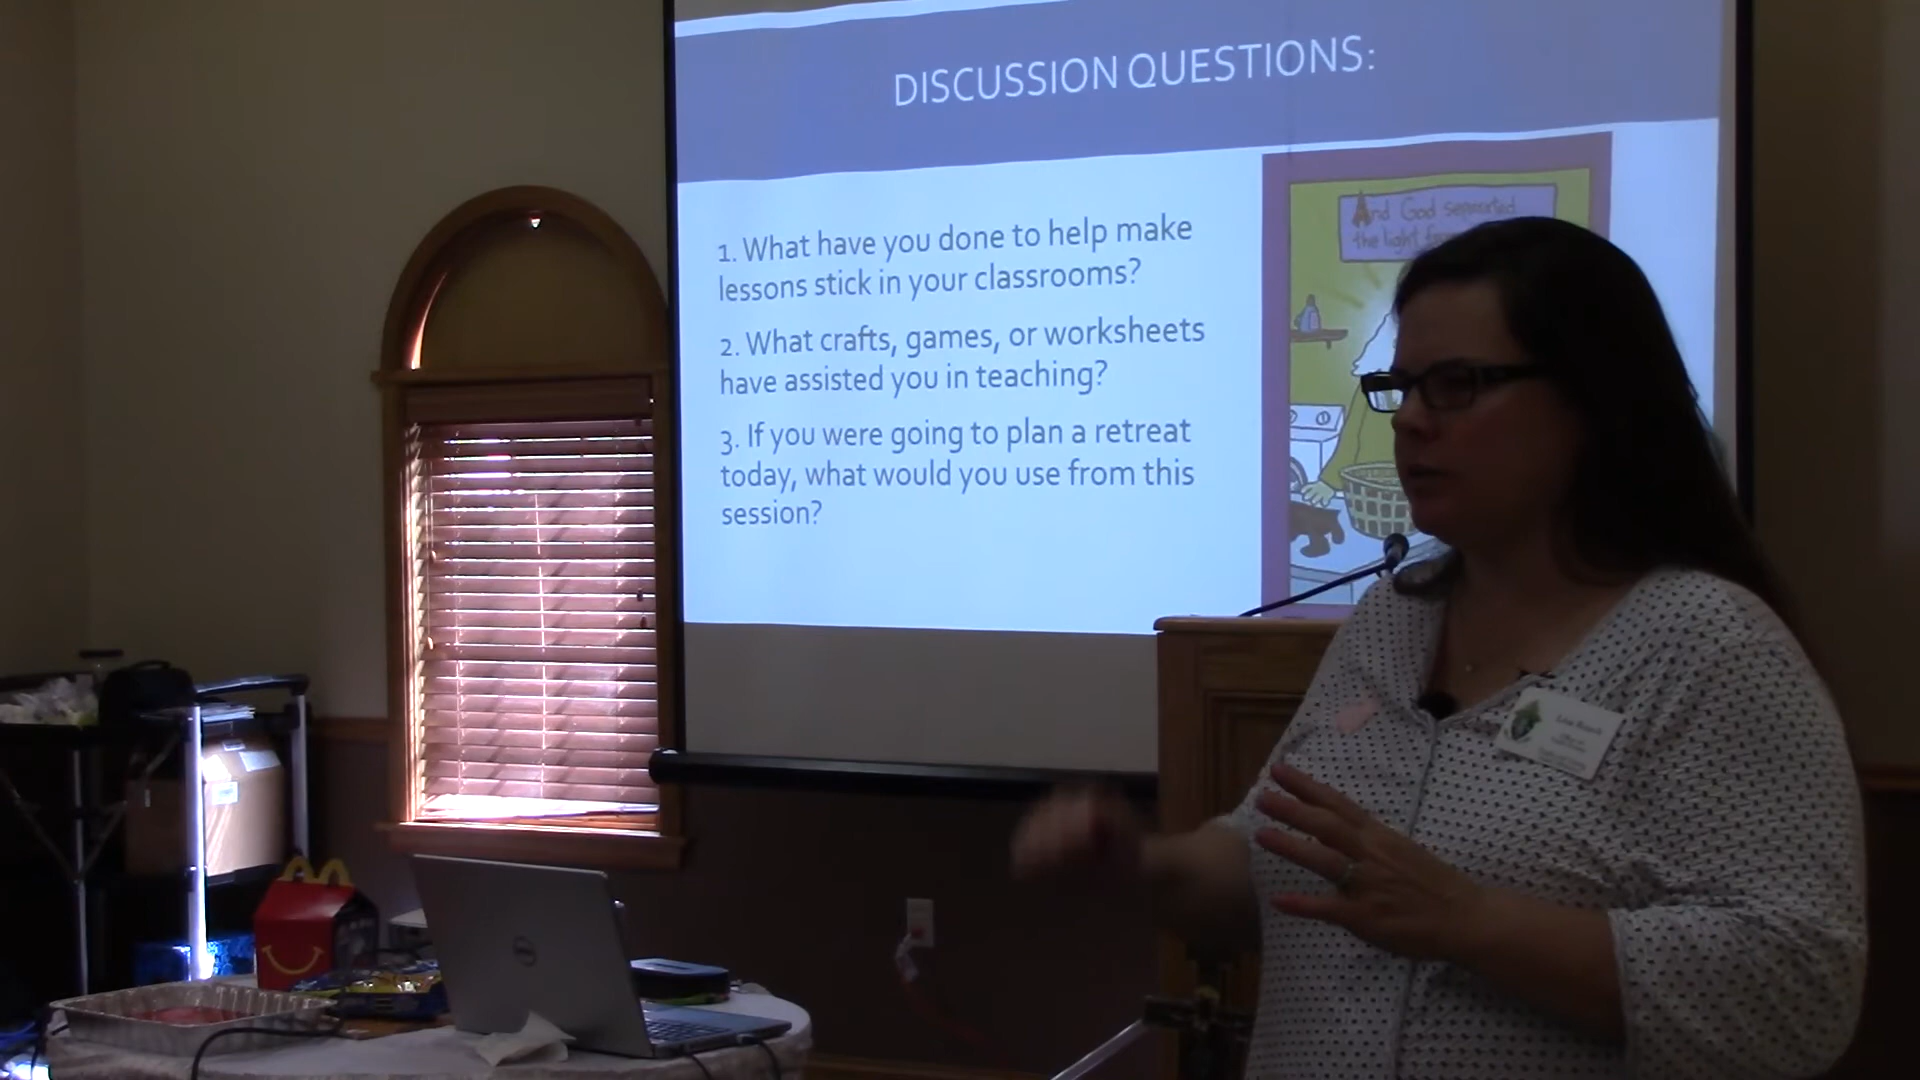 DISCUSSION QUESTIONS:
1. What have you done to help make
lessons stick in your classrooms?
2. What crafts, games, or worksheets
have assisted you in teaching?
3. If you were going to plan a retreat
today, what would you use from this
session?
And God separated
the light
DELL